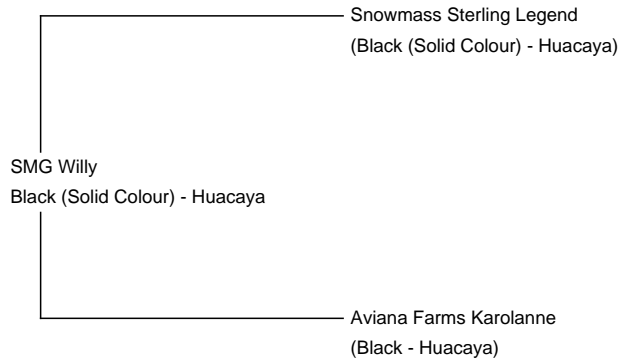 Snowmass Sterling Legend
(Black (Solid Colour) - Huacaya)
SMG Willy
Black (Solid Colour) - Huacaya
Aviana Farms Karolanne
(Black - Huacaya)